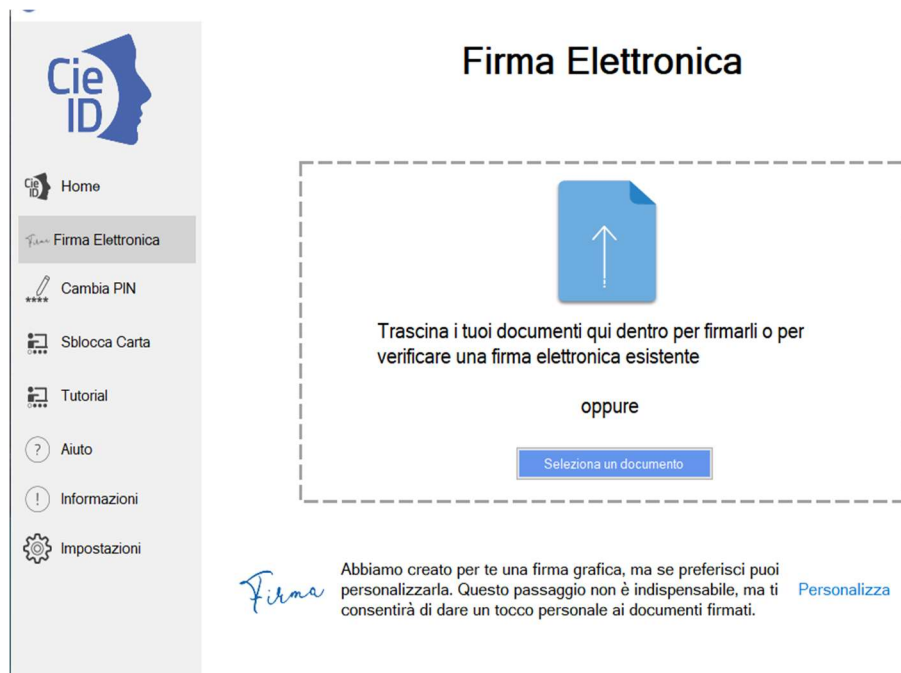 Cie
ID
Cie
ID
Home
Firma
Firma Elettronica
Cambia PIN
Sblocca Carta
Tutorial
?
Aiuto
!
Informazioni
Impostazioni
Firma Elettronica
Trascina i tuoi documenti qui dentro per firmarli o per
verificare una firma elettronica esistente
oppure
Seleziona un documento
Firma
Abbiamo creato per te una firma grafica, ma se preferisci puoi
personalizzarla. Questo passaggio non è indispensabile, ma ti
consentirà di dare un tocco personale ai documenti firmati.
Personalizza